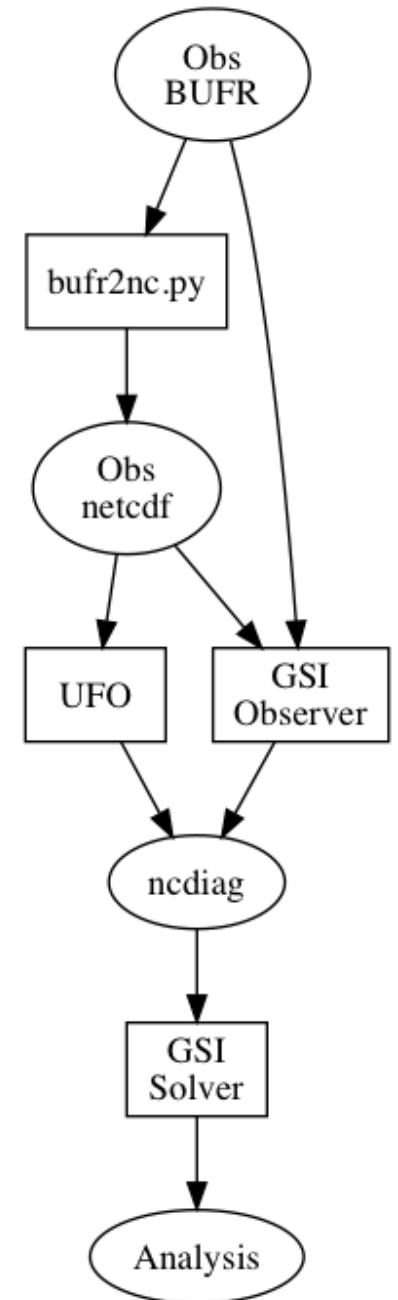 Obs
BUFR
bufr2nc.py
Obs
netcdf
UFO
GSI
Observer
ncdiag
GSI
Solver
Analysis